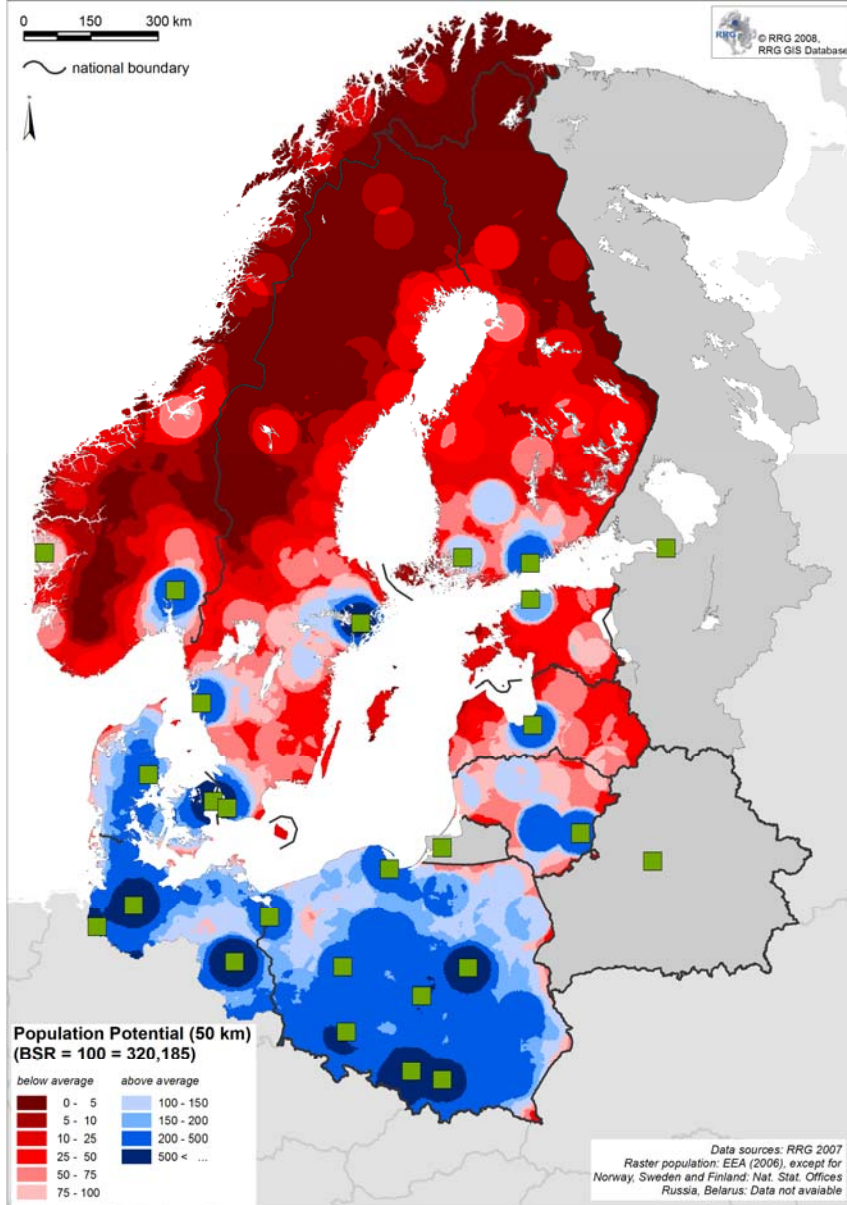 0 150 300 km
national boundary
RRG
© RRG 2008,
RRG GIS Database
Population Potential (50 km)
(BSR = 100 = 320,185)
below average above average
0 - 5 100 - 150
5 - 10 150 - 200
10 - 25 200 - 500
25 - 50 500 < ...
50 - 75
75 - 100
Data sources: RRG 2007
Raster population: EEA (2006), except for
Norway, Sweden and Finland: Nat. Stat. Offices
Russia, Belarus: Data not avaiable